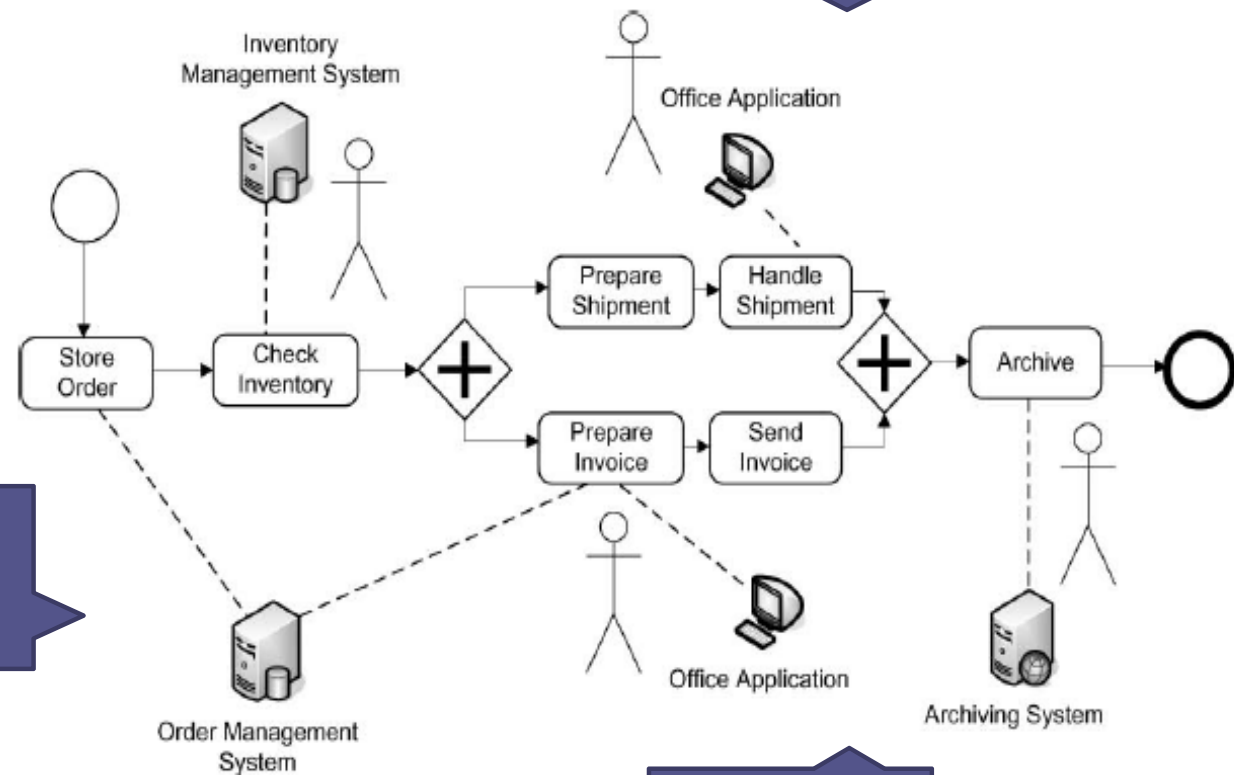 Inventory
Management System
Office Application
Prepare
Shipment
Handle
Shipment
Store
Order
Check
Inventory
Archive
Prepare
Invoice
Send
Invoice
Office Application
Order Management
System
Archiving System